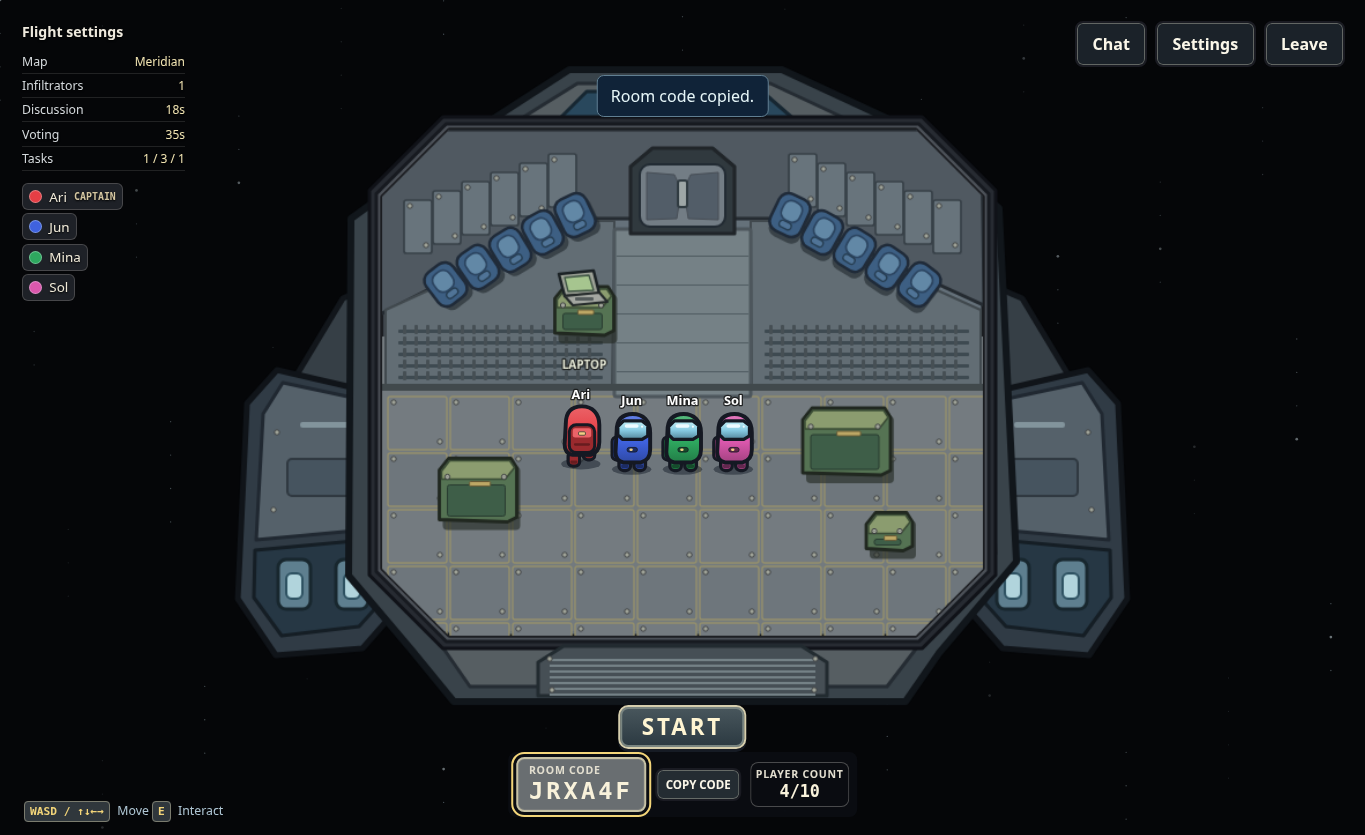 Flight settings
Map Meridian
Infiltrators 1
Discussion 18s
Voting 35s
Tasks 1 / 3 / 1
Ari CAPTAIN
Jun
Mina
Sol
Chat Settings Leave
Room code copied.
LAPTOP
Ari Jun Mina Sol
START
ROOM CODE
JRXA4F
COPY CODE
PLAYER COUNT
4/10
WASD / ↑↓←→ Move E Interact